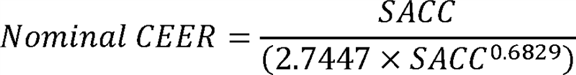 Nominal CEER = SACC / (2.7447 × SACC^0.6829)